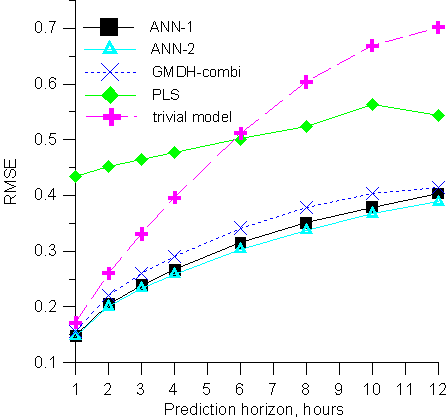 0.7
0.6
0.5
0.4
0.3
0.2
0.1
RMSE
ANN-1
ANN-2
GMDH-combi
PLS
trivial model
1 2 3 4 5 6 7 8 9 10 11 12
Prediction horizon, hours